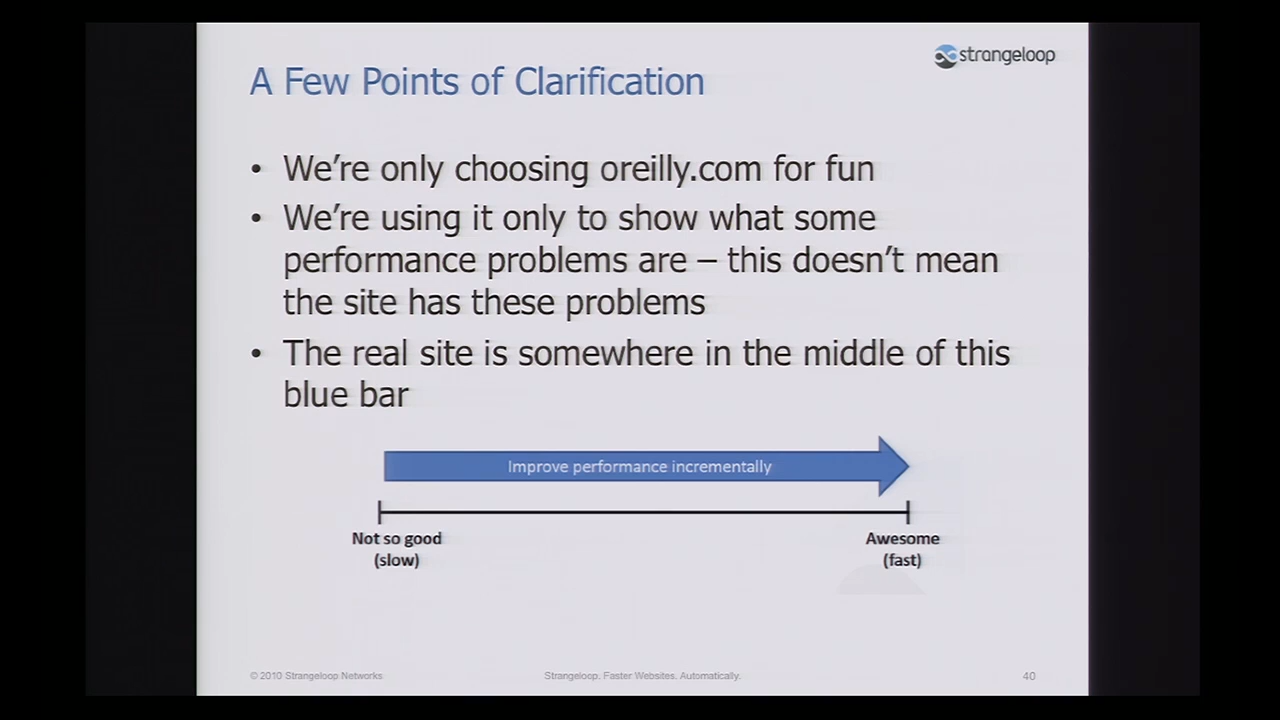 strangeloop
A Few Points of Clarification
• We're only choosing oreilly.com for fun
• We're using it only to show what some
performance problems are – this doesn't mean
the site has these problems
• The real site is somewhere in the middle of this
blue bar
Improve performance incrementally
Not so good
(slow)
Awesome
(fast)
© 2010 Strangeloop Networks
Strangeloop. Faster Websites. Automatically.
40